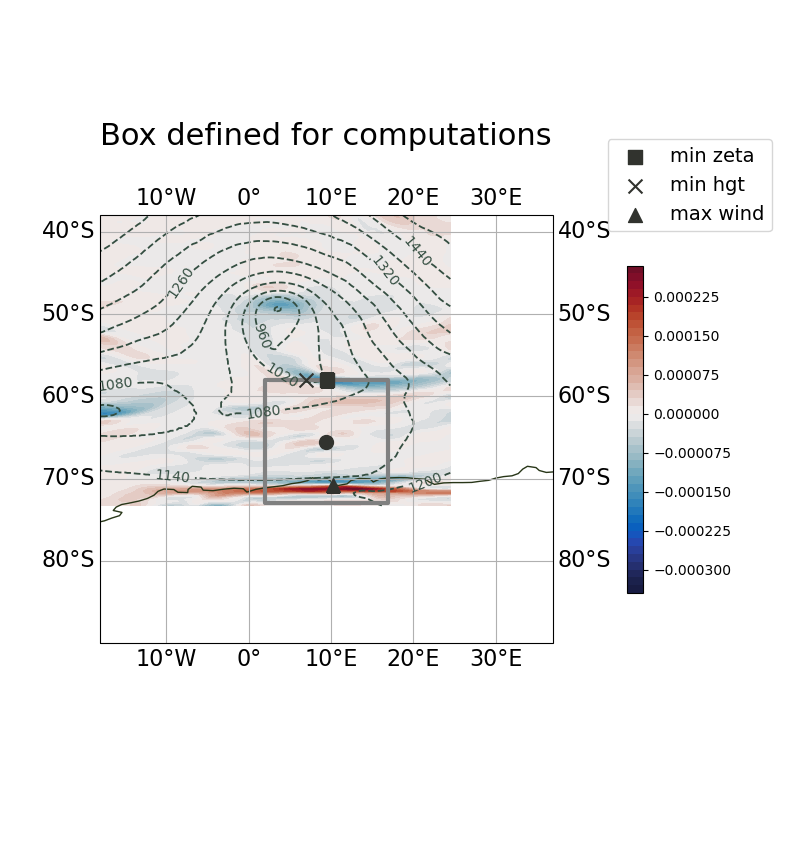 Box defined for computations
min zeta
min hgt
max wind
10°W 0° 10°E 20°E 30°E
40°S 40°S
1440
1320
1260
0.000225
50°S 50°S
960
0.000150
1020
0.000075
1080
60°S 60°S
1080
0.000000
−0.000075
70°S 70°S
1140
1200
−0.000150
−0.000225
80°S 80°S
−0.000300
10°W 0° 10°E 20°E 30°E